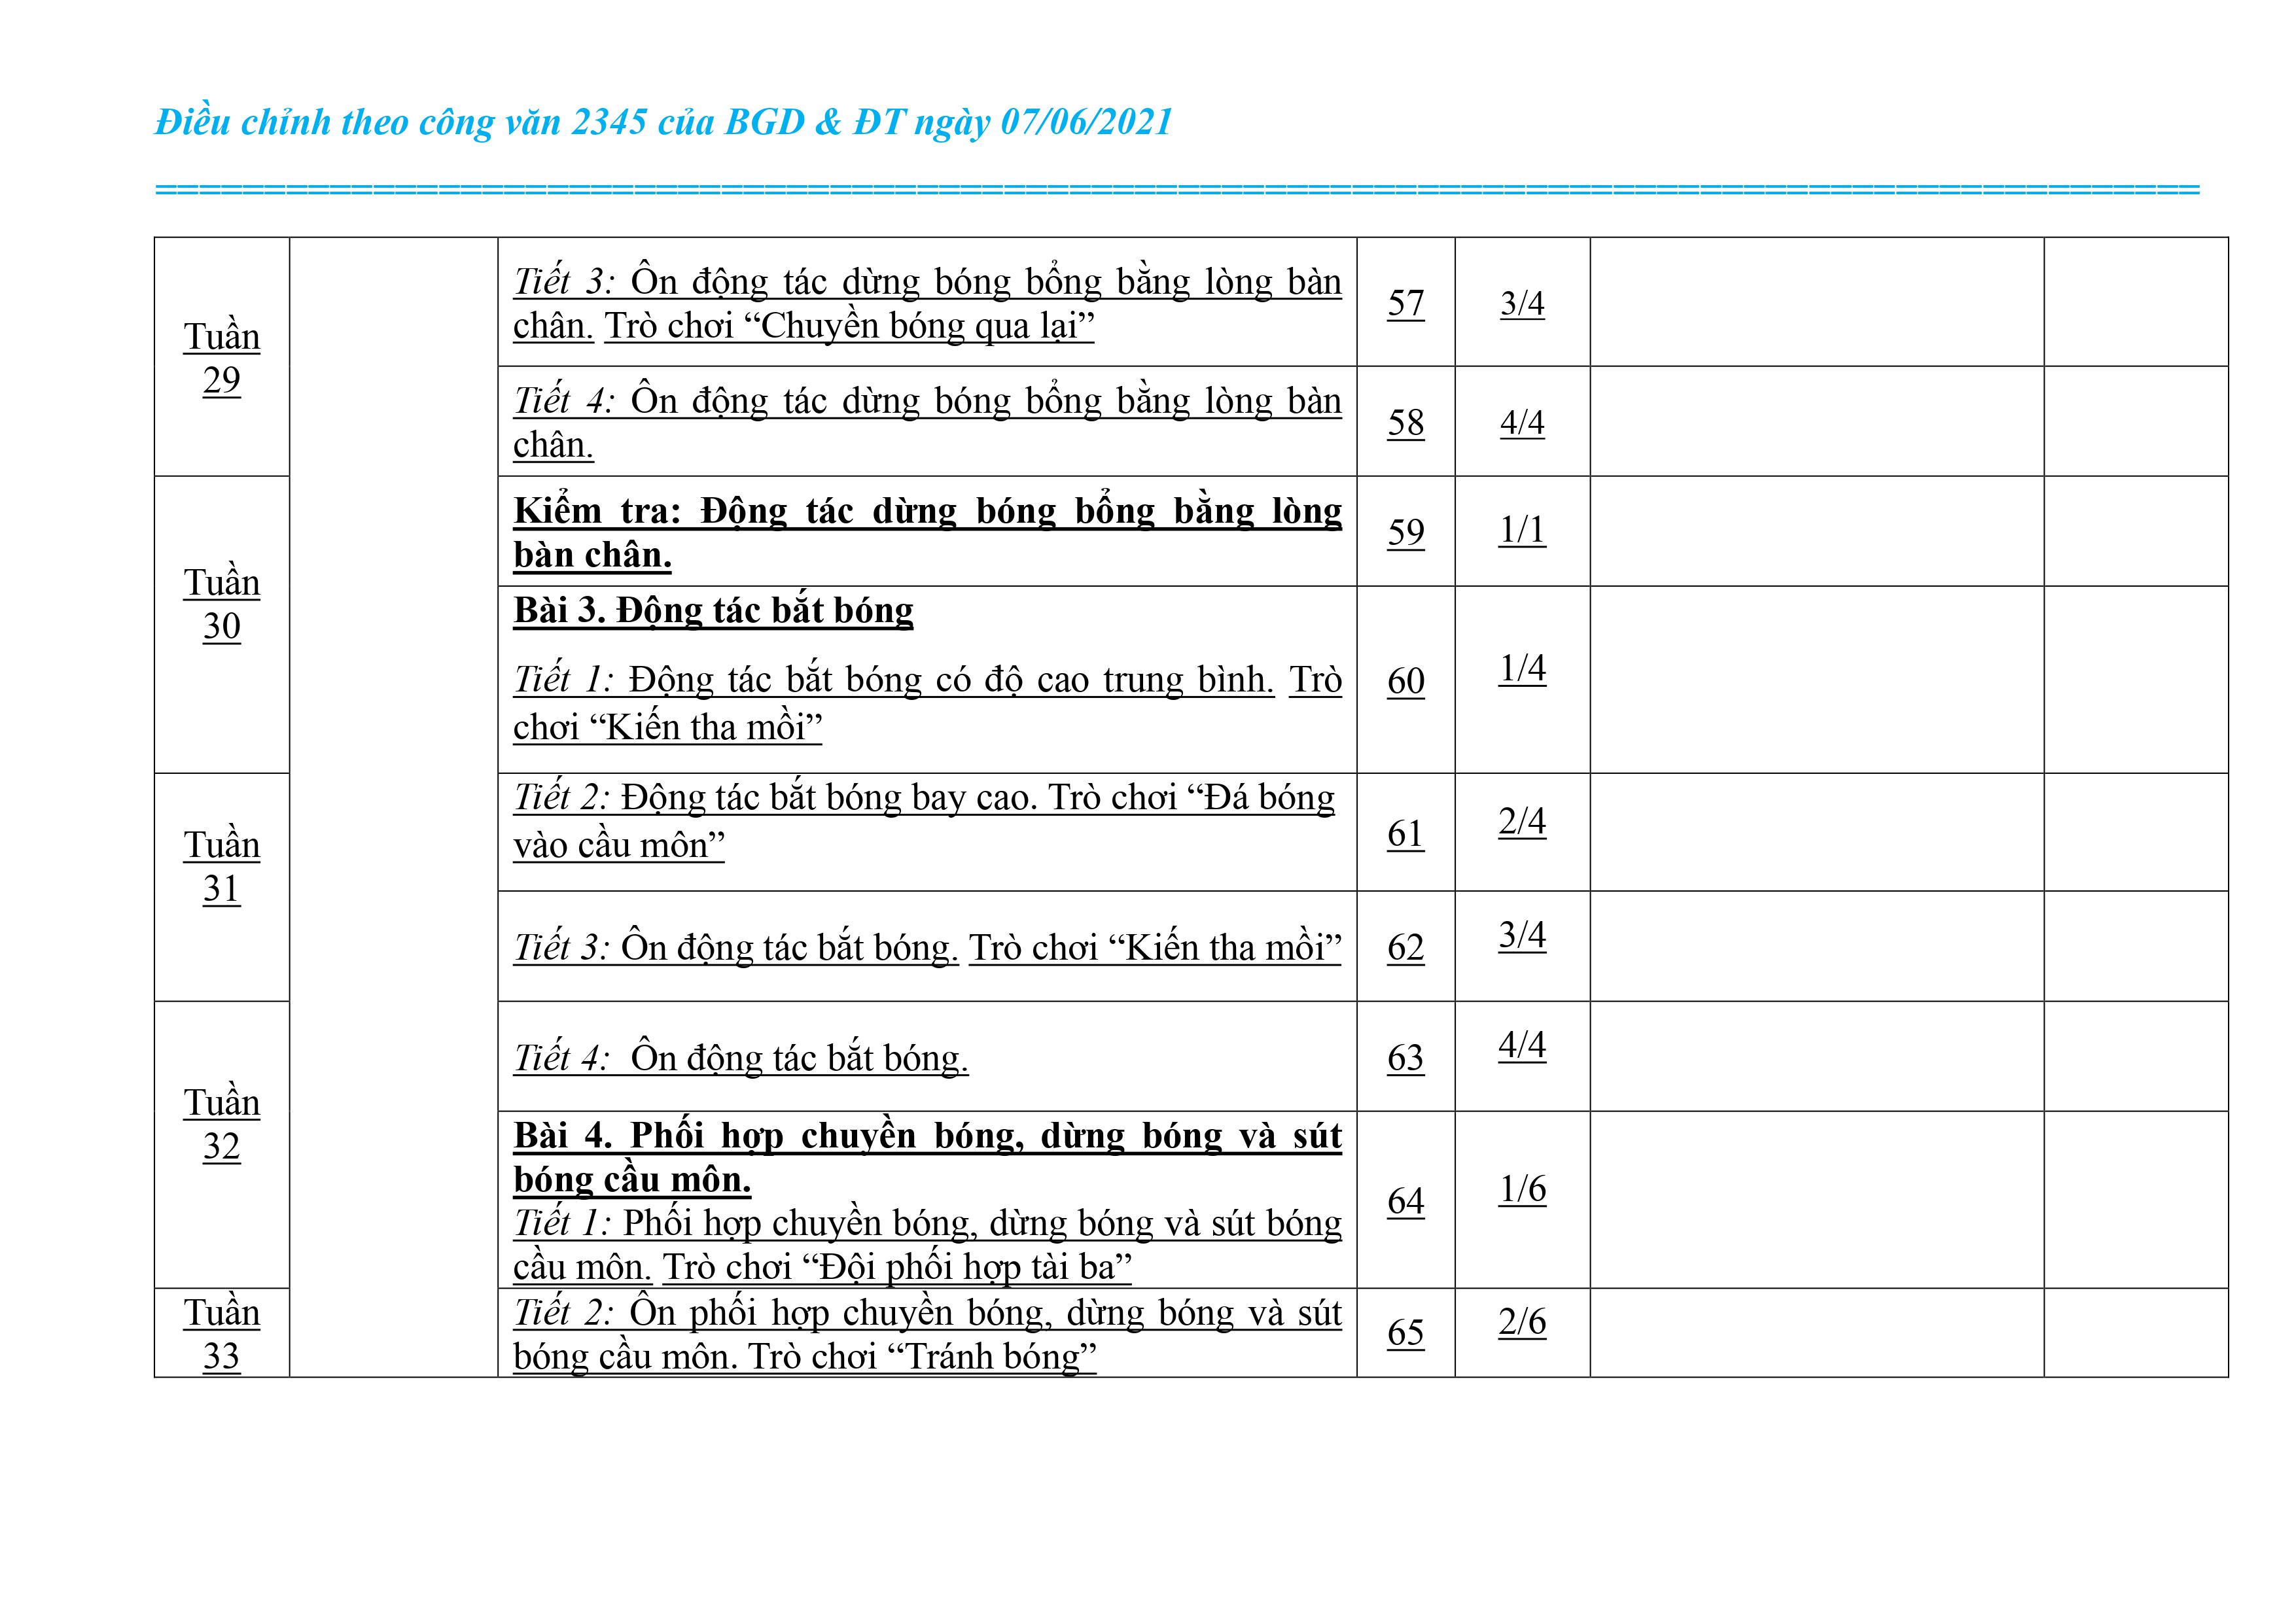 Điều chỉnh theo công văn 2345 của BGD & ĐT ngày 07/06/2021
==============================================================================================
Tuần
29
Tiết 3: Ôn động tác dừng bóng bổng bằng lòng bàn
chân. Trò chơi “Chuyền bóng qua lại”
57
3/4
Tiết 4: Ôn động tác dừng bóng bổng bằng lòng bàn
chân.
58
4/4
Tuần
30
Kiểm tra: Động tác dừng bóng bổng bằng lòng
bàn chân.
59
1/1
Bài 3. Động tác bắt bóng
Tiết 1: Động tác bắt bóng có độ cao trung bình. Trò
chơi “Kiến tha mồi”
60
1/4
Tuần
31
Tiết 2: Động tác bắt bóng bay cao. Trò chơi “Đá bóng
vào cầu môn”
61
2/4
Tiết 3: Ôn động tác bắt bóng. Trò chơi “Kiến tha mồi”
62
3/4
Tuần
32
Tiết 4: Ôn động tác bắt bóng.
63
4/4
Bài 4. Phối hợp chuyền bóng, dừng bóng và sút
bóng cầu môn.
Tiết 1: Phối hợp chuyền bóng, dừng bóng và sút bóng
cầu môn. Trò chơi “Đội phối hợp tài ba”
64
1/6
Tuần
33
Tiết 2: Ôn phối hợp chuyền bóng, dừng bóng và sút
bóng cầu môn. Trò chơi “Tránh bóng”
65
2/6